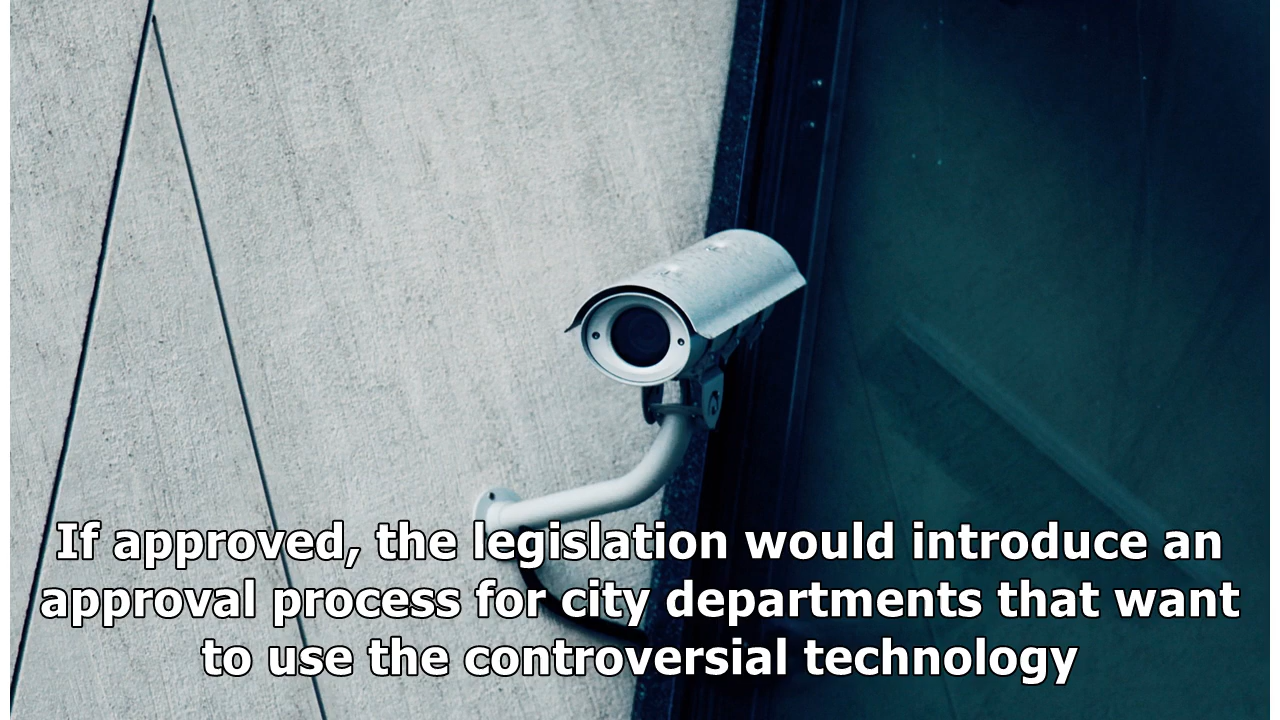 If approved, the legislation would introduce an
approval process for city departments that want
to use the controversial technology